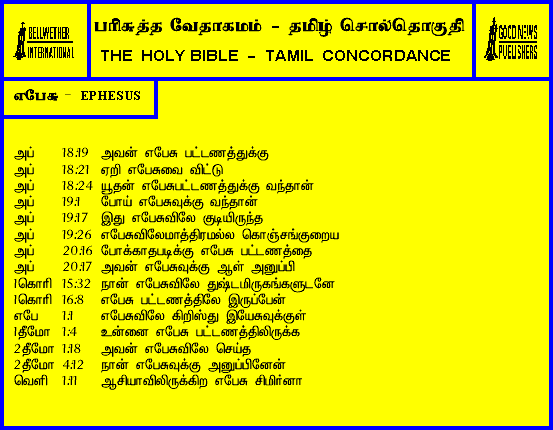 BELLWETHER
INTERNATIONAL
பரிசுத்த வேதாகமம் - தமிழ் சொல்தொகுதி
THE HOLY BIBLE - TAMIL CONCORDANCE
GOOD NEWS
PUBLISHERS
எபேசு - EPHESUS
அப் 18:19 அவன் எபேசு பட்டணத்துக்கு
அப் 18:21 ஏறி எபேசுவை விட்டு
அப் 18:24 யூதன் எபேசுபட்டணத்துக்கு வந்தான்
அப் 19:1 போய் எபேசுவுக்கு வந்தான்
அப் 19:17 இது எபேசுவிலே குடியிருந்த
அப் 19:26 எபேசுவிலேமாத்திரமல்ல கொஞ்சங்குறைய
அப் 20:16 போக்காதபடிக்கு எபேசு பட்டணத்தை
அப் 20:17 அவன் எபேசுவுக்கு ஆள் அனுப்பி
1கொரி 15:32 நான் எபேசுவிலே துஷ்டமிருகங்களுடனே
1கொரி 16:8 எபேசு பட்டணத்திலே இருப்பேன்
எபே 1:1 எபேசுவிலே கிறிஸ்து இயேசுவுக்குள்
1தீமோ 1:4 உன்னை எபேசு பட்டணத்திலிருக்க
2தீமோ 1:18 அவன் எபேசுவிலே செய்த
2தீமோ 4:12 நான் எபேசுவுக்கு அனுப்பினேன்
வெளி 1:11 ஆசியாவிலிருக்கிற எபேசு சிமிர்னா